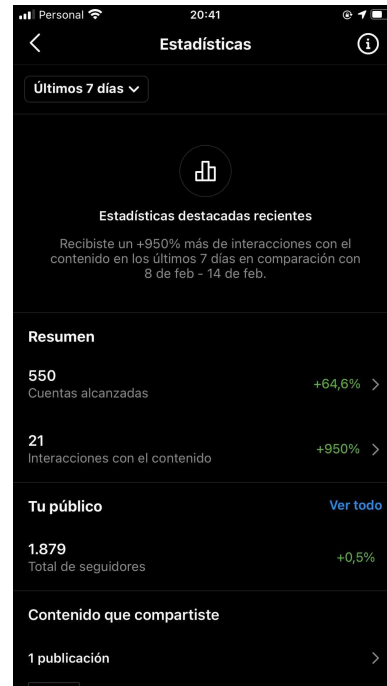 Personal 20:41
Estadísticas
Últimos 7 días
Estadísticas destacadas recientes
Recibiste un +950% más de interacciones con el
contenido en los últimos 7 días en comparación con
8 de feb - 14 de feb.
Resumen
550
Cuentas alcanzadas
+64,6%
21
Interacciones con el contenido
+950%
Tu público Ver todo
1.879
Total de seguidores
+0,5%
Contenido que compartiste
1 publicación